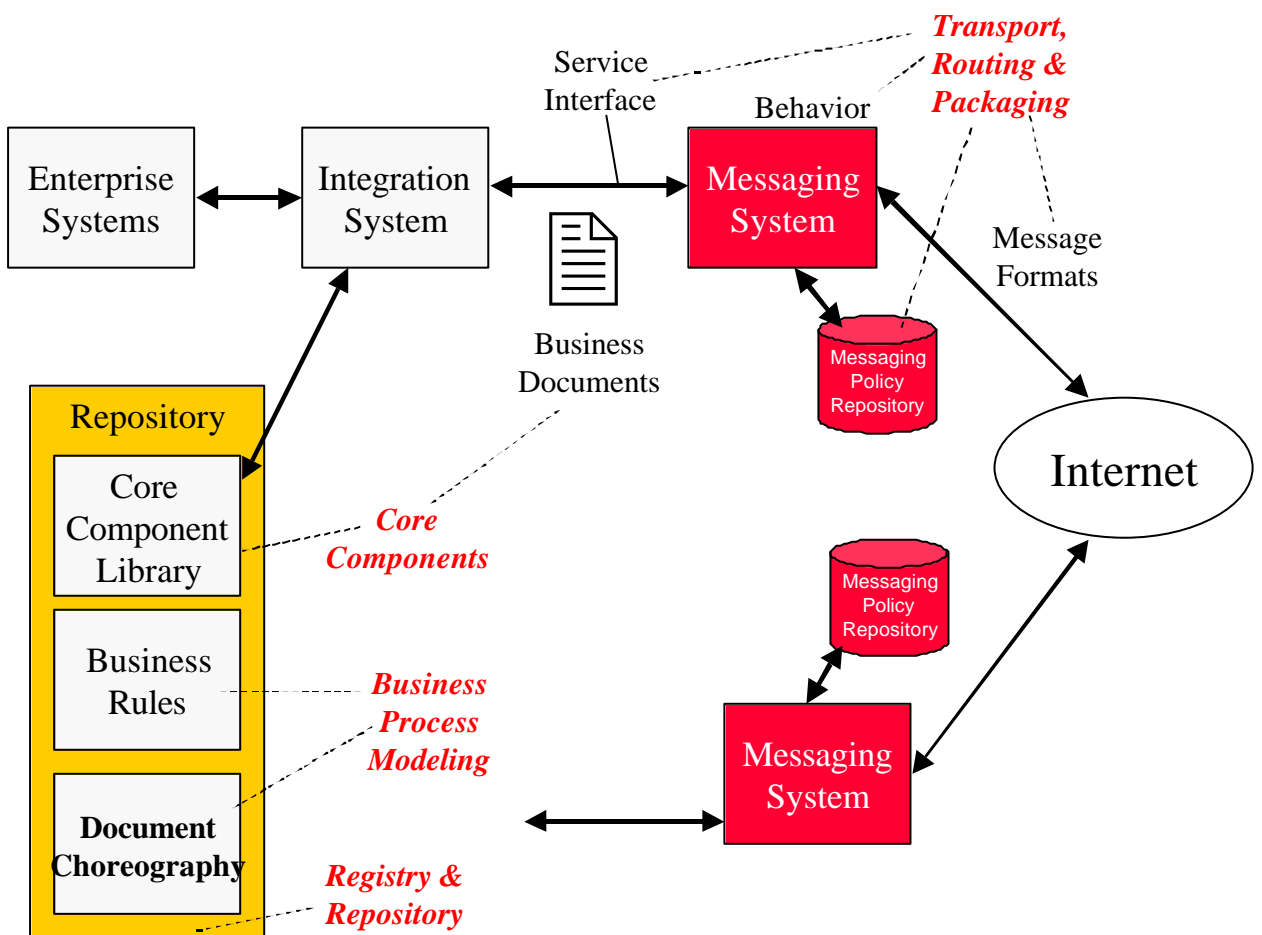 Transport,
Routing &
Packaging
Service
Interface
Behavior
Enterprise
Systems
Integration
System
Messaging
System
Message
Formats
Business
Documents
Messaging
Policy
Repository
Repository
Core
Component
Library
Internet
Core
Components
Messaging
Policy
Repository
Business
Rules
Business
Process
Modeling
Messaging
System
Document
Choreography
Registry &
Repository